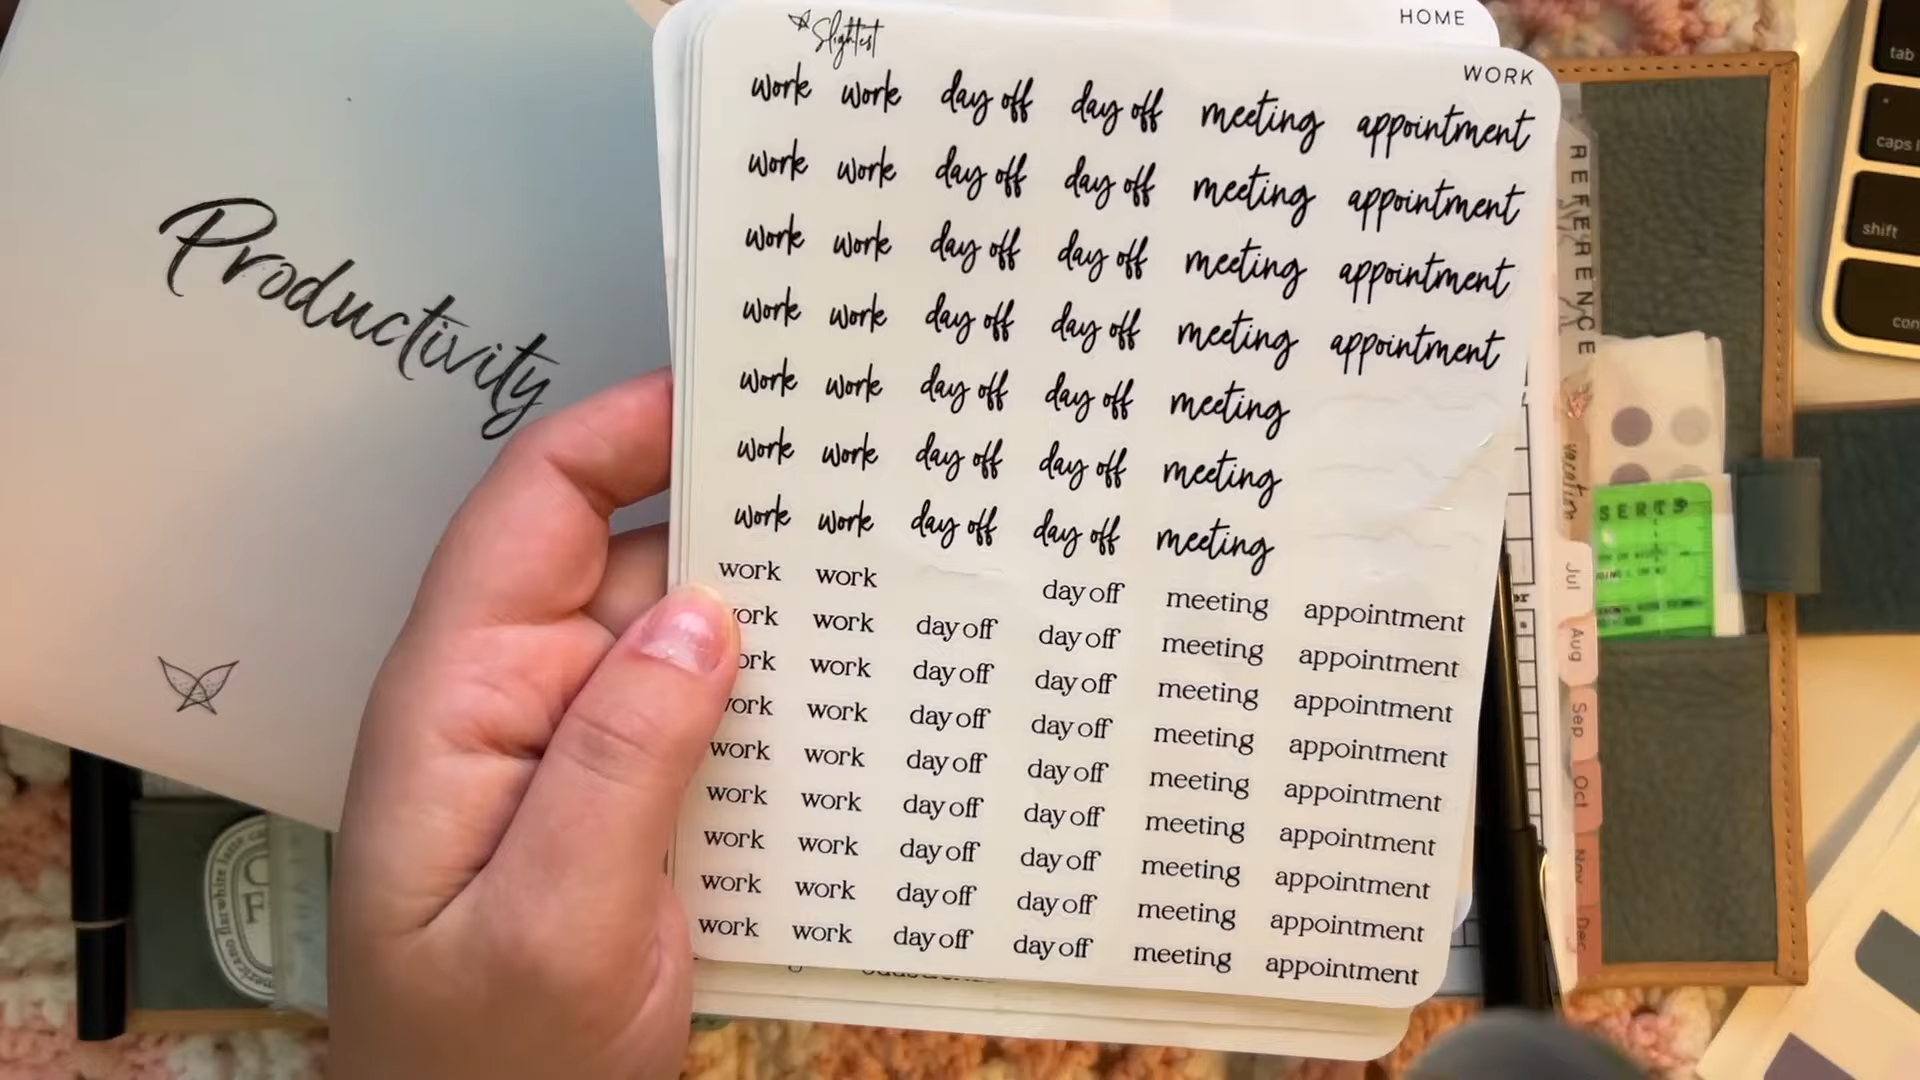 HOME
Slightest
WORK
work work day off day off meeting appointment
work work day off day off meeting appointment
work work day off day off meeting appointment
work work day off day off meeting appointment
work work day off day off meeting
work work day off day off meeting
work work day off day off meeting
work work day off meeting appointment
work work day off day off meeting appointment
work work day off day off meeting appointment
work work day off day off meeting appointment
work work day off day off meeting appointment
work work day off day off meeting appointment
work work day off day off meeting appointment
work work day off day off meeting appointment
work work day off day off meeting appointment
Productivity
REFERENCE
vacation
Jul
Aug
Sep
Oct
Nov
Dec
tab
caps
shift